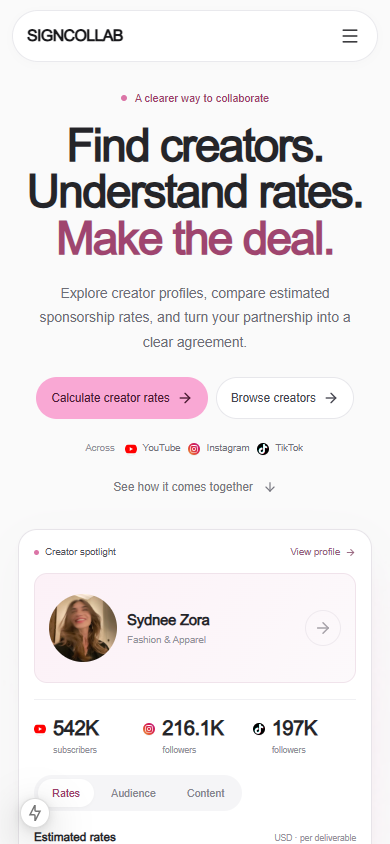 SIGNCOLLAB
A clearer way to collaborate
Find creators.
Understand rates.
Make the deal.
Explore creator profiles, compare estimated
sponsorship rates, and turn your partnership into a
clear agreement.
Calculate creator rates
Browse creators
Across YouTube Instagram TikTok
See how it comes together
Creator spotlight
View profile
Sydnee Zora
Fashion & Apparel
542K 216.1K 197K
subscribers followers followers
Rates Audience Content
Estimated rates
USD · per deliverable